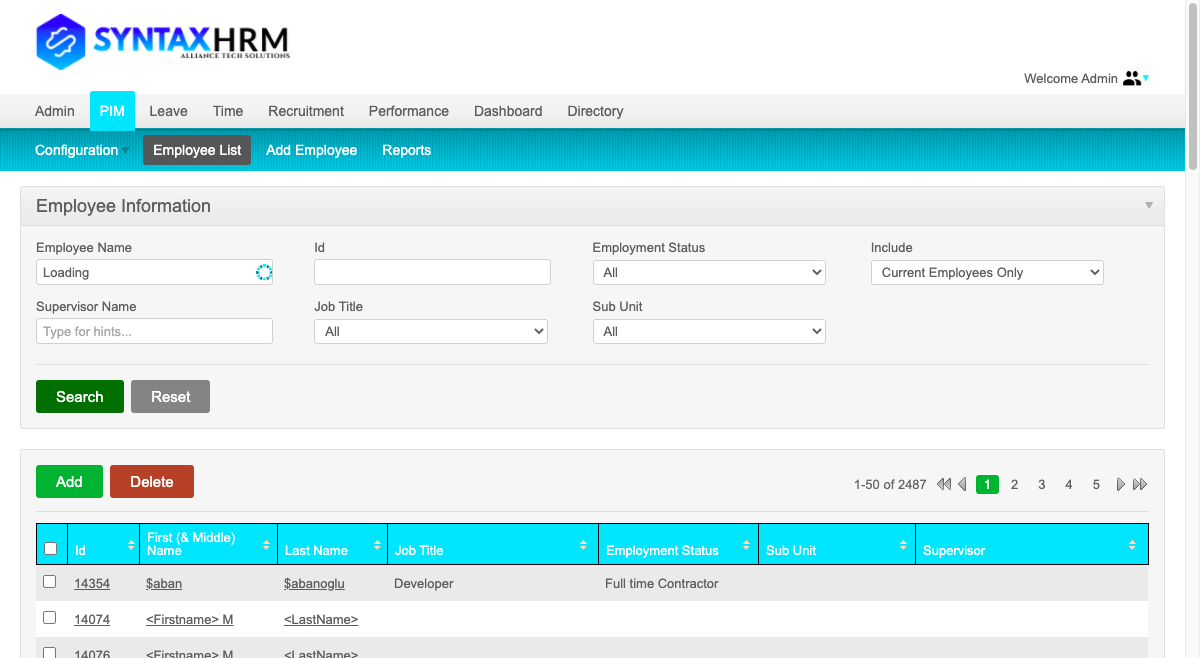 SYNTAXHRM
ALLIANCE TECH SOLUTIONS
Welcome Admin
Admin PIM Leave Time Recruitment Performance Dashboard Directory
Configuration Employee List Add Employee Reports
Employee Information
Employee Name Id Employment Status Include
Loading All Current Employees Only
Supervisor Name Job Title Sub Unit
Type for hints... All All
Search Reset
Add Delete 1-50 of 2487 1 2 3 4 5
Id First (& Middle) Name Last Name Job Title Employment Status Sub Unit Supervisor
14354 $aban $abanoglu Developer Full time Contractor
14074 <Firstname> M <LastName>
14076 <Firstname> M <LastName>